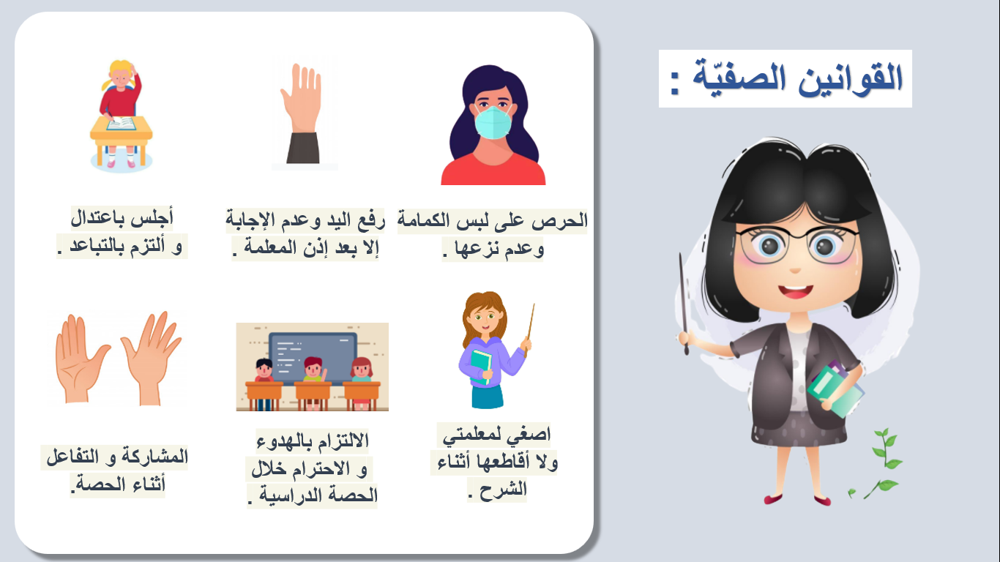 القوانين الصفيّة :
الحرص على لبس الكمامة
وعدم نزعها .
رفع اليد وعدم الإجابة
إلا بعد إذن المعلمة .
أجلس باعتدال
و ألتزم بالتباعد .
اصغي لمعلمتي
ولا أقاطعها أثناء
الشرح .
الالتزام بالهدوء
و الاحترام خلال
الحصة الدراسية .
المشاركة و التفاعل
أثناء الحصة.